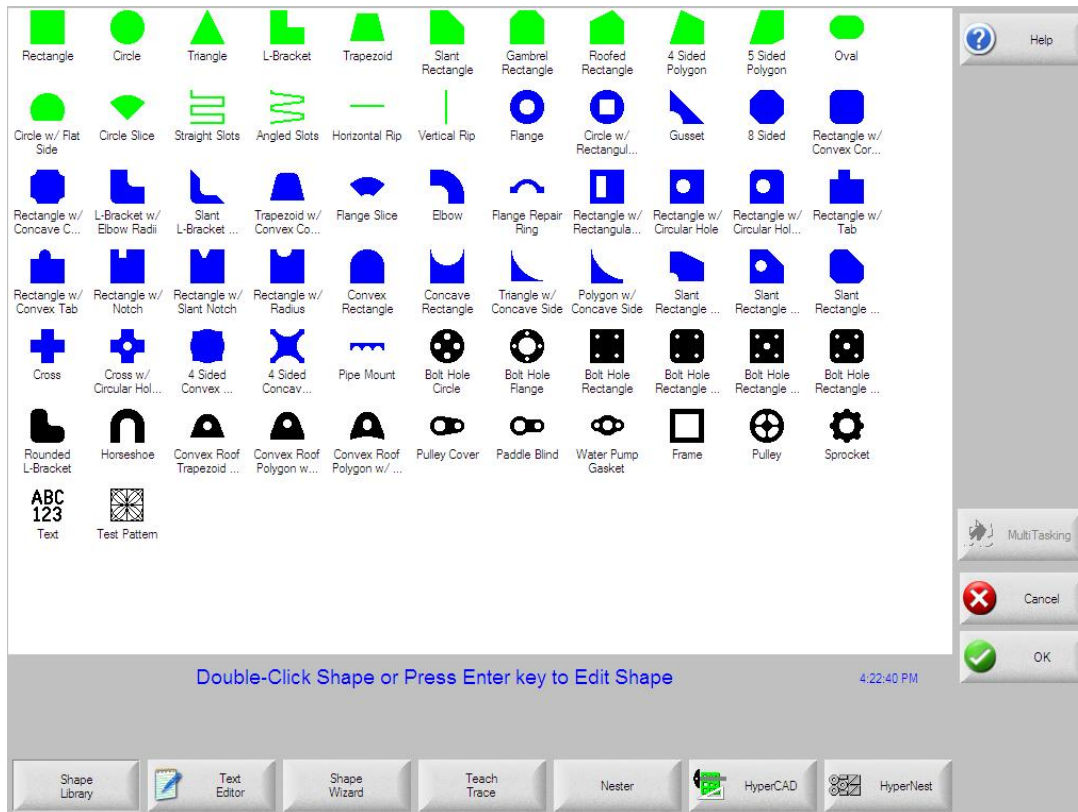 Rectangle
Circle
Triangle
L-Bracket
Trapezoid
Slant
Rectangle
Gambrel
Rectangle
Roofed
Rectangle
4 Sided
Polygon
5 Sided
Polygon
Oval
Circle w/ Flat
Side
Circle Slice
Straight Slots
Angled Slots
Horizontal Rip
Vertical Rip
Flange
Circle w/
Rectangul...
Gusset
8 Sided
Rectangle w/
Convex Cor...
Rectangle w/
Concave C...
L-Bracket w/
Elbow Radii
Slant
L-Bracket ...
Trapezoid w/
Convex Co...
Flange Slice
Elbow
Flange Repair
Ring
Rectangle w/
Rectangula...
Rectangle w/
Circular Hole
Rectangle w/
Circular Hol...
Rectangle w/
Tab
Rectangle w/
Convex Tab
Rectangle w/
Notch
Rectangle w/
Slant Notch
Rectangle w/
Radius
Convex
Rectangle
Concave
Rectangle
Triangle w/
Concave Side
Polygon w/
Concave Side
Slant
Rectangle ...
Slant
Rectangle ...
Slant
Rectangle ...
Cross
Cross w/
Circular Hol...
4 Sided
Convex ...
4 Sided
Concav...
Pipe Mount
Bolt Hole
Circle
Bolt Hole
Flange
Bolt Hole
Rectangle
Bolt Hole
Rectangle ...
Bolt Hole
Rectangle ...
Bolt Hole
Rectangle ...
Rounded
L-Bracket
Horseshoe
Convex Roof
Trapezoid ...
Convex Roof
Polygon w...
Convex Roof
Polygon w/ ...
Pulley Cover
Paddle Blind
Water Pump
Gasket
Frame
Pulley
Sprocket
ABC
123
Text
Test Pattern
Help
MultiTasking
Cancel
OK
Double-Click Shape or Press Enter key to Edit Shape
4:22:40 PM
Shape
Library
Text
Editor
Shape
Wizard
Teach
Trace
Nester
HyperCAD
HyperNest